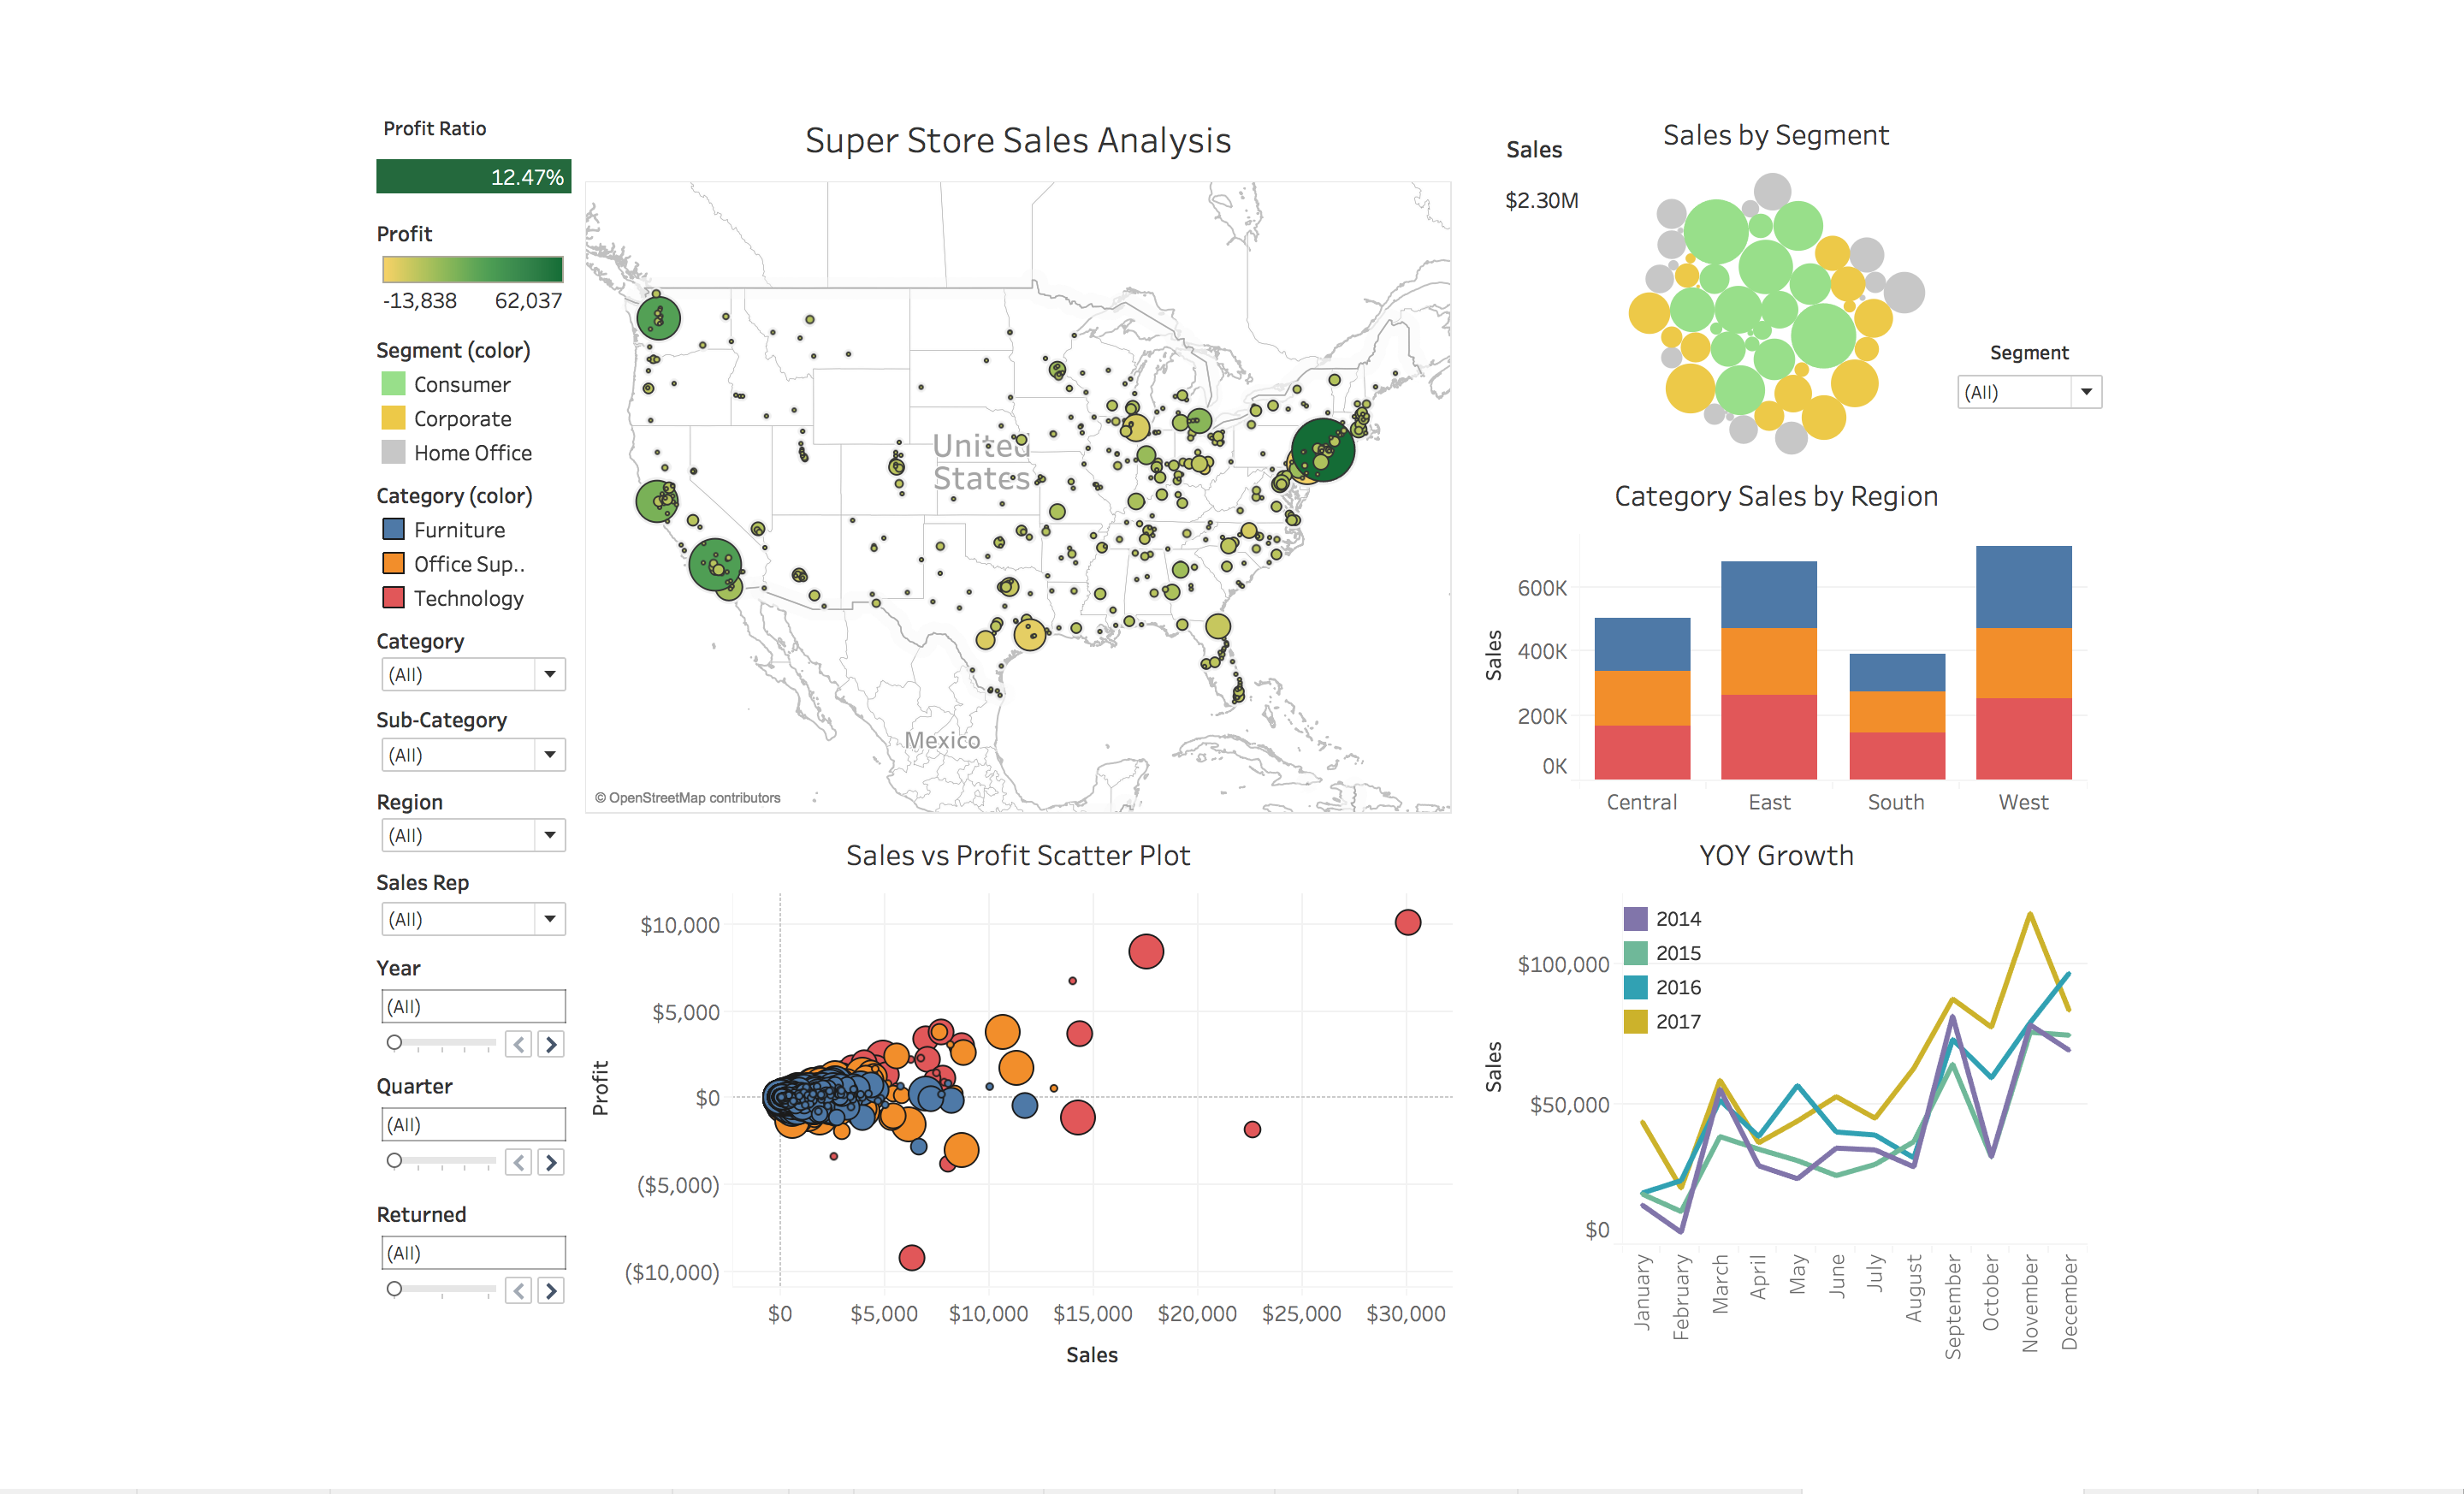 Profit Ratio
12.47%
Profit
-13,838 62,037
Segment (color)
Consumer
Corporate
Home Office
Category (color)
Furniture
Office Sup..
Technology
Category
(All)
Sub-Category
(All)
Region
(All)
Sales Rep
(All)
Year
(All)
Quarter
(All)
Returned
(All)
Super Store Sales Analysis
United
States
Mexico
© OpenStreetMap contributors
Sales vs Profit Scatter Plot
Profit
$10,000
$5,000
$0
($5,000)
($10,000)
$0 $5,000 $10,000 $15,000 $20,000 $25,000 $30,000
Sales
Sales
$2.30M
Sales by Segment
Segment
(All)
Category Sales by Region
Sales
600K
400K
200K
0K
Central East South West
YOY Growth
2014
2015
2016
2017
Sales
$100,000
$50,000
$0
January
February
March
April
May
June
July
August
September
October
November
December